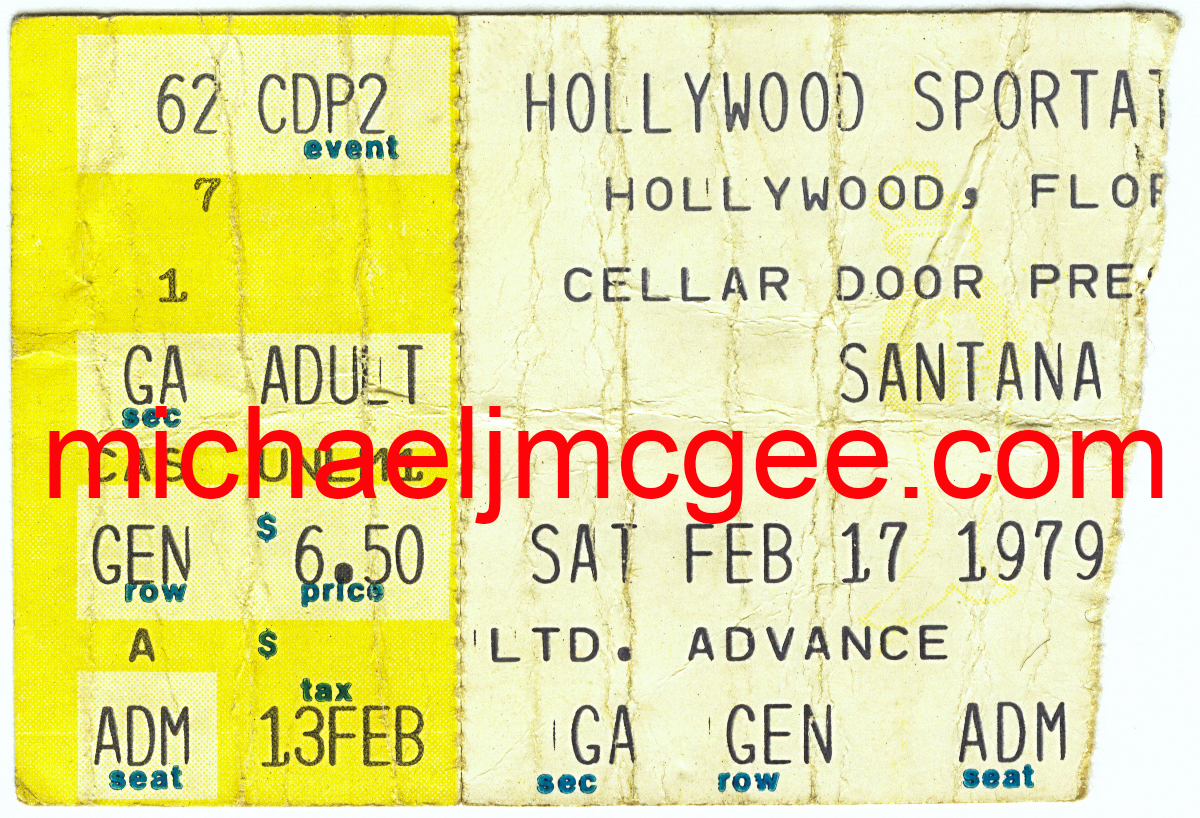 62 CDP2
event
7
1
GA ADULT
sec
CAS
GEN $ 6.50
row price
A $
tax
ADM 13FEB
seat
HOLLYWOOD SPORTAT
HOLLYWOOD, FLOR
CELLAR DOOR PRES
SANTANA
michaeljmcgee.com
SAT FEB 17 1979
LTD. ADVANCE
GA GEN ADM
sec row seat